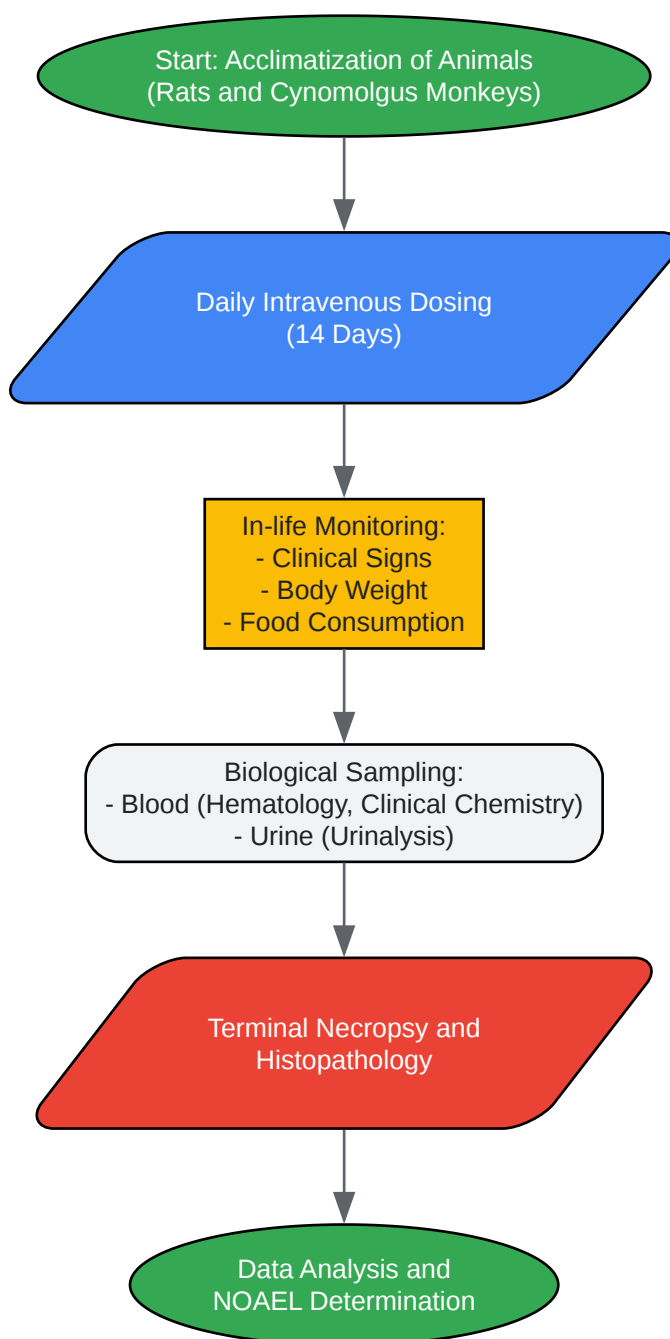 Start: Acclimatization of Animals
(Rats and Cynomolgus Monkeys)
Daily Intravenous Dosing
(14 Days)
In-life Monitoring:
- Clinical Signs
- Body Weight
- Food Consumption
Biological Sampling:
- Blood (Hematology, Clinical Chemistry)
- Urine (Urinalysis)
Terminal Necropsy and
Histopathology
Data Analysis and
NOAEL Determination